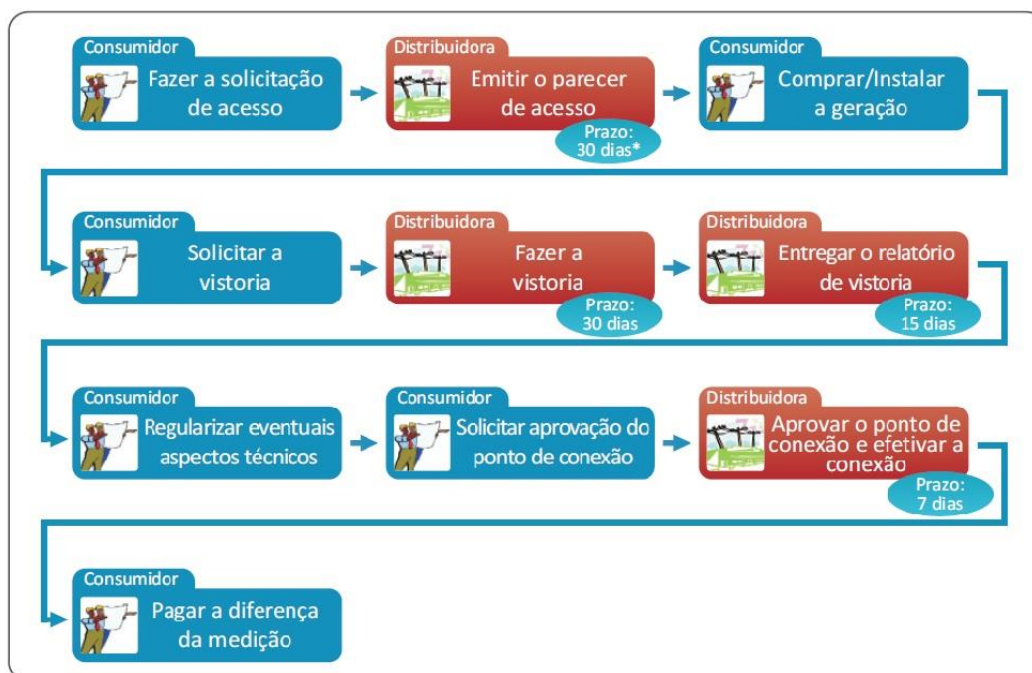 Consumidor
Fazer a solicitação
de acesso
Distribuidora
Emitir o parecer
de acesso
Prazo:
30 dias*
Consumidor
Comprar/Instalar
a geração
Consumidor
Solicitar a
vistoria
Distribuidora
Fazer a
vistoria
Prazo:
30 dias
Distribuidora
Entregar o relatório
de vistoria
Prazo:
15 dias
Consumidor
Regularizar eventuais
aspectos técnicos
Consumidor
Solicitar aprovação do
ponto de conexão
Distribuidora
Aprovar o ponto de
conexão e efetivar a
conexão
Prazo:
7 dias
Consumidor
Pagar a diferença
da medição